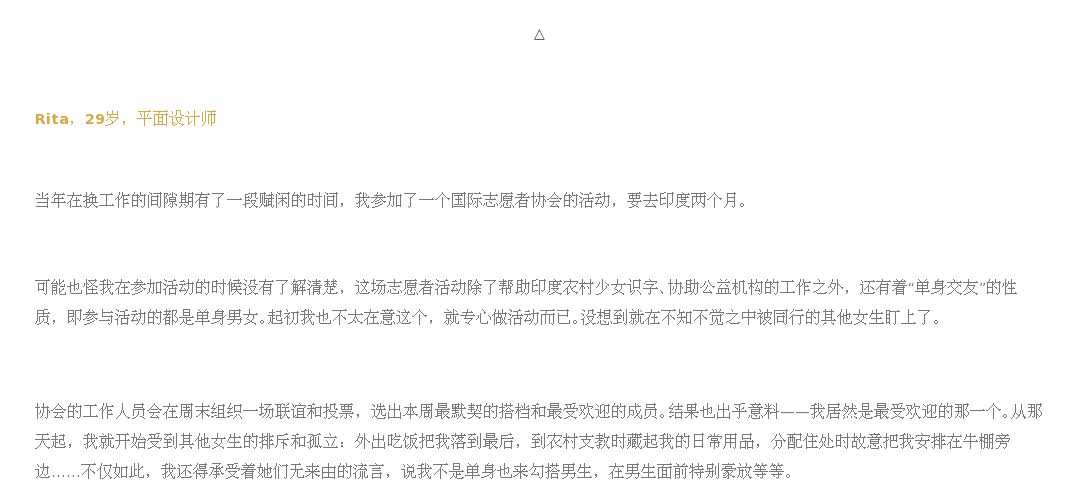 △
Rita，29岁，平面设计师
当年在换工作的间隙期有了一段赋闲的时间，我参加了一个国际志愿者协会的活动，要去印度两个月。
可能也怪我在参加活动的时候没有了解清楚，这场志愿者活动除了帮助印度农村少女识字、协助公益机构的工作之外，还有着“单身交友”的性
质，即参与活动的都是单身男女。起初我也不太在意这个，就专心做活动而已。没想到就在不知不觉之中被同行的其他女生盯上了。
协会的工作人员会在周末组织一场联谊和投票，选出本周最默契的搭档和最受欢迎的成员。结果也出乎意料——我居然是最受欢迎的那一个。从那
天起，我就开始受到其他女生的排斥和孤立：外出吃饭把我落到最后，到农村支教时藏起我的日常用品，分配住处时故意把我安排在牛棚旁
边……不仅如此，我还得承受着她们无来由的流言，说我不是单身也来勾搭男生，在男生面前特别豪放等等。